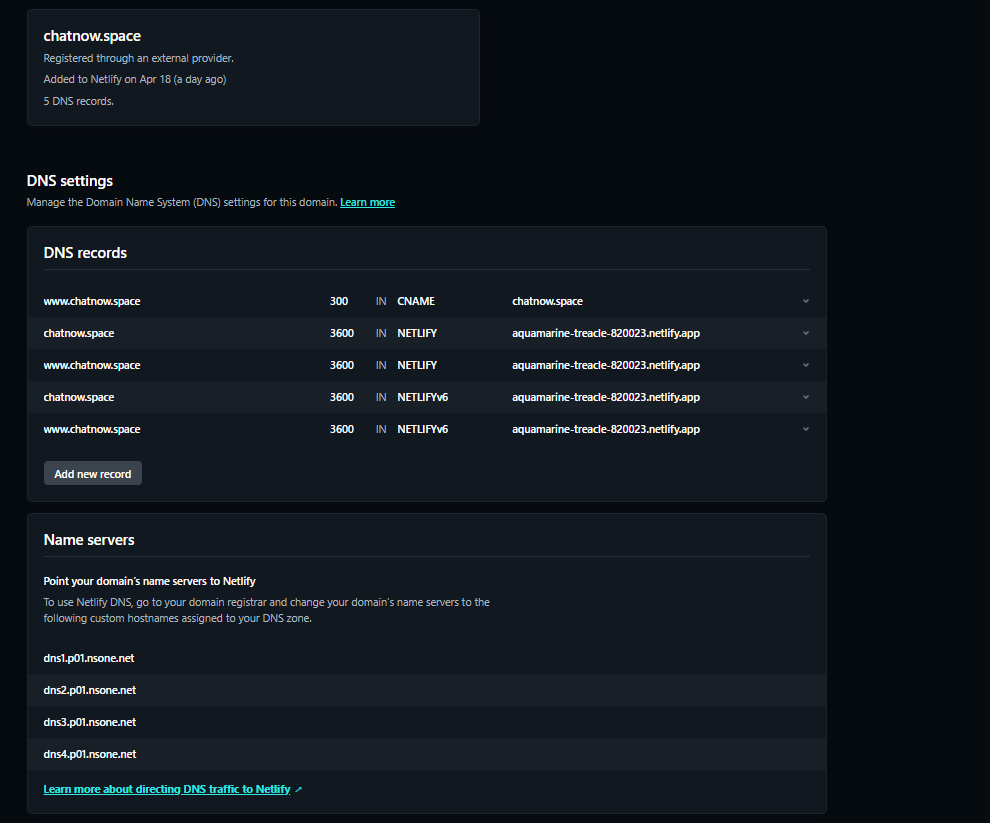 chatnow.space
Registered through an external provider.
Added to Netlify on Apr 18 (a day ago)
5 DNS records.
DNS settings
Manage the Domain Name System (DNS) settings for this domain. Learn more
DNS records
www.chatnow.space 300 IN CNAME chatnow.space
chatnow.space 3600 IN NETLIFY aquamarine-treacle-820023.netlify.app
www.chatnow.space 3600 IN NETLIFY aquamarine-treacle-820023.netlify.app
chatnow.space 3600 IN NETLIFYv6 aquamarine-treacle-820023.netlify.app
www.chatnow.space 3600 IN NETLIFYv6 aquamarine-treacle-820023.netlify.app
Add new record
Name servers
Point your domain's name servers to Netlify
To use Netlify DNS, go to your domain registrar and change your domain's name servers to the
following custom hostnames assigned to your DNS zone.
dns1.p01.nsone.net
dns2.p01.nsone.net
dns3.p01.nsone.net
dns4.p01.nsone.net
Learn more about directing DNS traffic to Netlify ↗